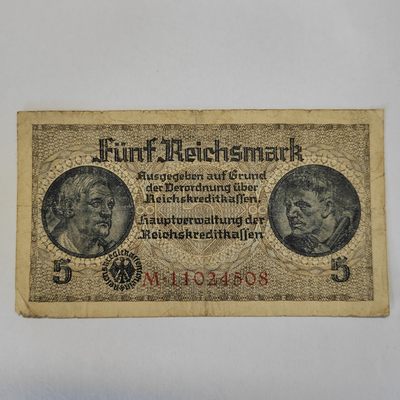 Fünf Reichsmark
Ausgegeben auf Grund
der Verordnung über
Reichskreditkassen.
Hauptverwaltung der
Reichskreditkassen
5
5
M·11024508